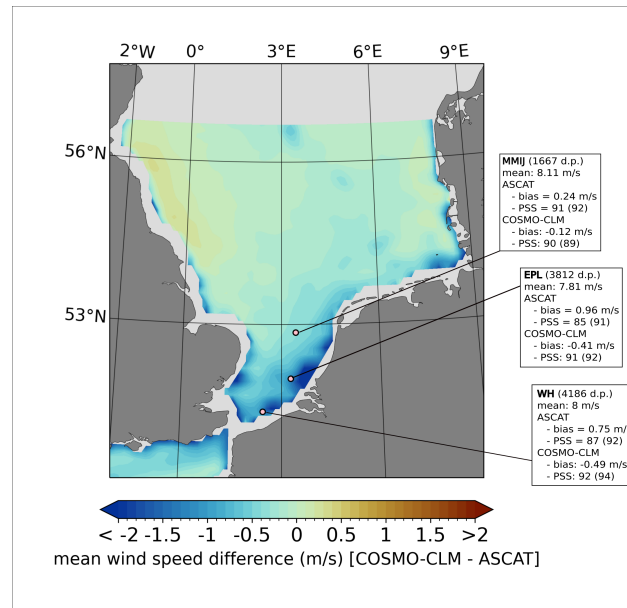 2°W 0° 3°E 6°E 9°E
56°N
53°N
MMIJ (1667 d.p.)
mean: 8.11 m/s
ASCAT
- bias = 0.24 m/s
- PSS = 91 (92)
COSMO-CLM
- bias: -0.12 m/s
- PSS: 90 (89)
EPL (3812 d.p.)
mean: 7.81 m/s
ASCAT
- bias = 0.96 m/s
- PSS = 85 (91)
COSMO-CLM
- bias: -0.41 m/s
- PSS: 91 (92)
WH (4186 d.p.)
mean: 8 m/s
ASCAT
- bias = 0.75 m/
- PSS = 87 (92)
COSMO-CLM
- bias: -0.49 m/s
- PSS: 92 (94)
< -2 -1.5 -1 -0.5 0 0.5 1 1.5 >2
mean wind speed difference (m/s) [COSMO-CLM - ASCAT]